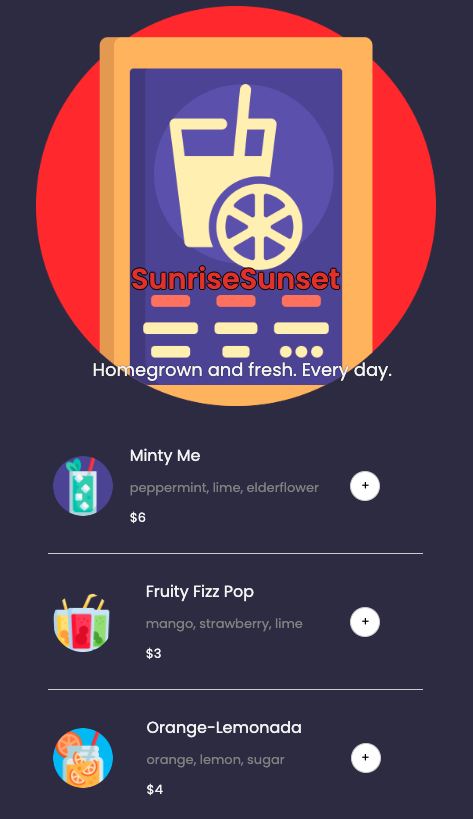 SunriseSunset
Homegrown and fresh. Every day.
Minty Me
peppermint, lime, elderflower
+
$6
Fruity Fizz Pop
mango, strawberry, lime
+
$3
Orange-Lemonada
orange, lemon, sugar
+
$4